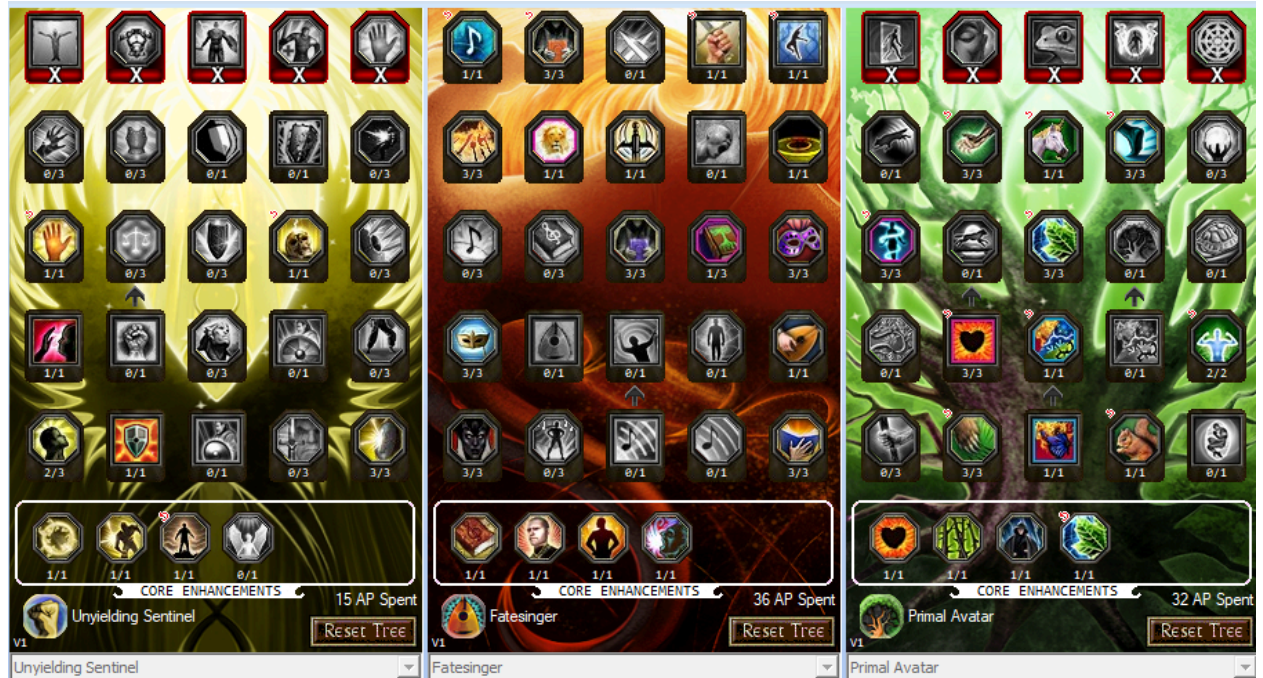 X X X X X
0/3 0/3 0/1 0/1 0/3
1/1 0/3 0/3 1/1 0/3
1/1 0/1 0/3 0/1 0/3
2/3 1/1 0/1 0/3 3/3
1/1 1/1 1/1 0/1
CORE ENHANCEMENTS
15 AP Spent
Unyielding Sentinel
V1
RESET TREE
Unyielding Sentinel
1/1 3/3 0/1 1/1 1/1
3/3 1/1 1/1 0/1 1/1
0/3 0/3 3/3 1/3 3/3
3/3 0/1 0/1 0/1 1/1
3/3 0/3 0/1 0/1 3/3
1/1 1/1 1/1 1/1
CORE ENHANCEMENTS
36 AP Spent
Fatesinger
V1
RESET TREE
Fatesinger
X X X X X
0/1 3/3 1/1 3/3 0/3
3/3 0/1 3/3 0/1 0/1
0/1 3/3 1/1 0/1 2/2
0/3 3/3 1/1 1/1 0/1
1/1 1/1 1/1 1/1
CORE ENHANCEMENTS
32 AP Spent
Primal Avatar
V1
RESET TREE
Primal Avatar